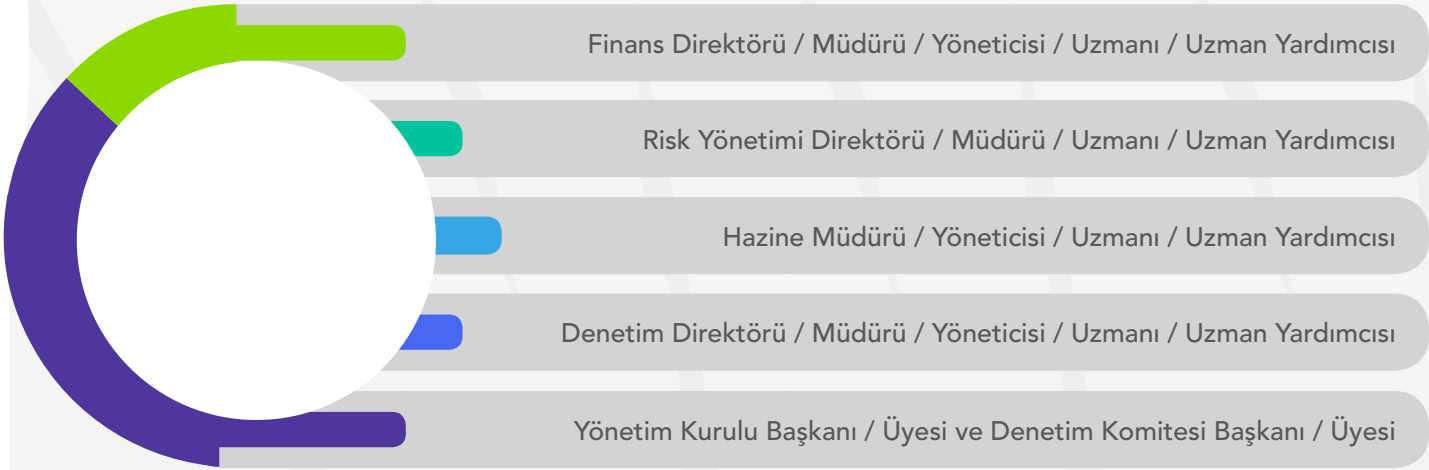 Finans Direktörü / Müdürü / Yöneticisi / Uzmanı / Uzman Yardımcısı
Risk Yönetimi Direktörü / Müdürü / Uzmanı / Uzman Yardımcısı
Hazine Müdürü / Yöneticisi / Uzmanı / Uzman Yardımcısı
Denetim Direktörü / Müdürü / Yöneticisi / Uzmanı / Uzman Yardımcısı
Yönetim Kurulu Başkanı / Üyesi ve Denetim Komitesi Başkanı / Üyesi